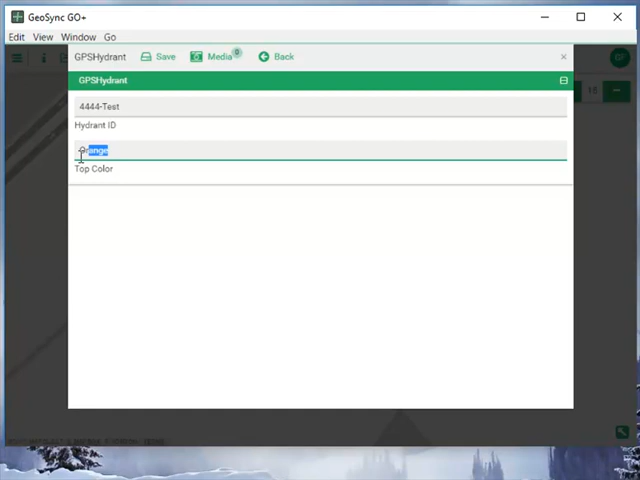 GeoSync GO+
Edit View Window Go
GPSHydrant Save Media 0 Back
GPSHydrant
4444-Test
Hydrant ID
Orange
Top Color
16